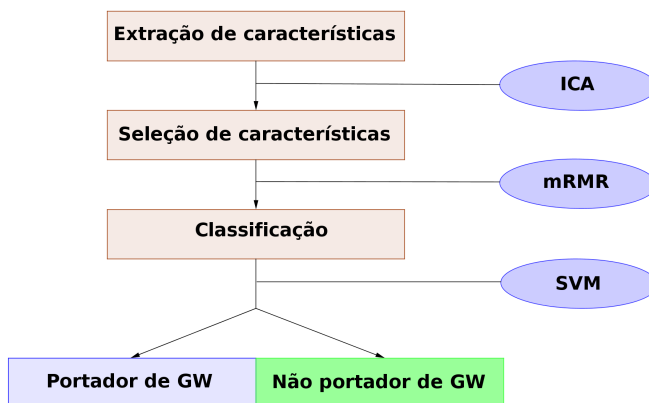 Extração de características
ICA
Seleção de características
mRMR
Classificação
SVM
Portador de GW
Não portador de GW